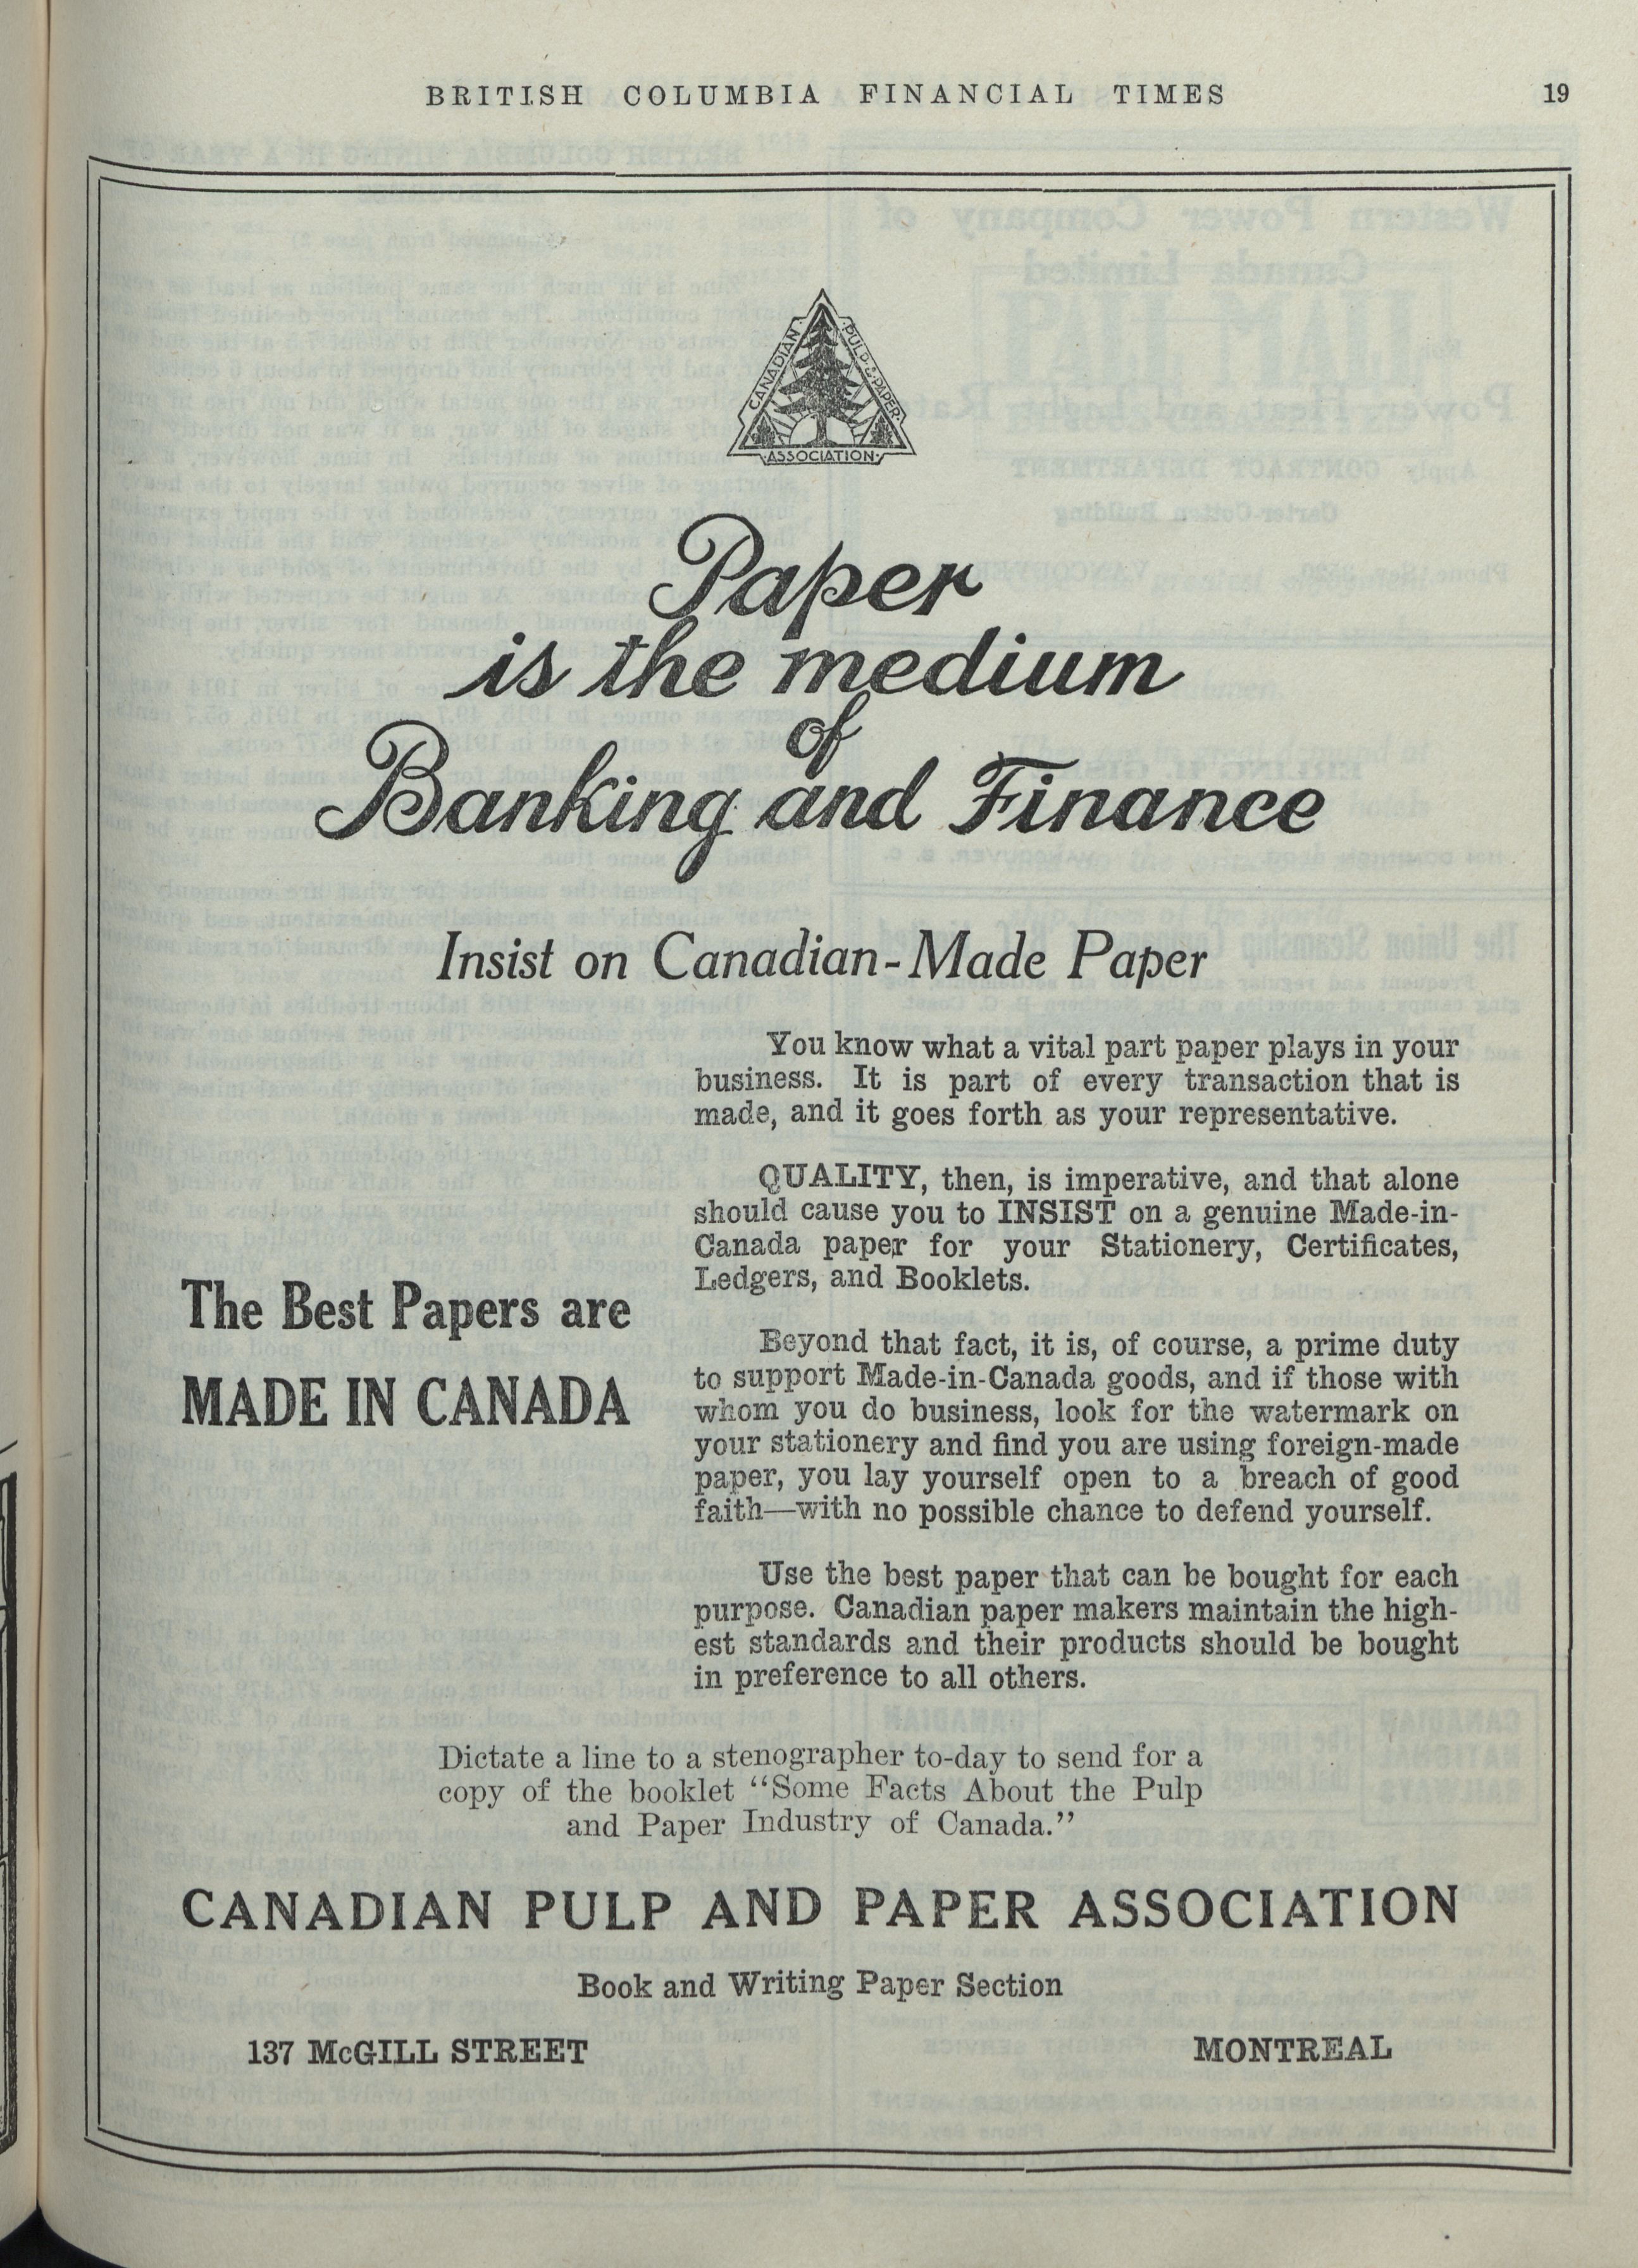 BRITISH COLUMBIA FINANCIAL TIMES 19
CANADIAN PULP & PAPER
ASSOCIATION
Paper
is the medium
of
Banking and Finance
Insist on Canadian-Made Paper
You know what a vital part paper plays in your
business. It is part of every transaction that is
made, and it goes forth as your representative.
QUALITY, then, is imperative, and that alone
should cause you to INSIST on a genuine Made-in-
Canada paper for your Stationery, Certificates,
Ledgers, and Booklets.
The Best Papers are
MADE IN CANADA
Beyond that fact, it is, of course, a prime duty
to support Made-in-Canada goods, and if those with
whom you do business, look for the watermark on
your stationery and find you are using foreign-made
paper, you lay yourself open to a breach of good
faith—with no possible chance to defend yourself.
Use the best paper that can be bought for each
purpose. Canadian paper makers maintain the high-
est standards and their products should be bought
in preference to all others.
Dictate a line to a stenographer to-day to send for a
copy of the booklet "Some Facts About the Pulp
and Paper Industry of Canada."
CANADIAN PULP AND PAPER ASSOCIATION
Book and Writing Paper Section
137 McGILL STREET MONTREAL